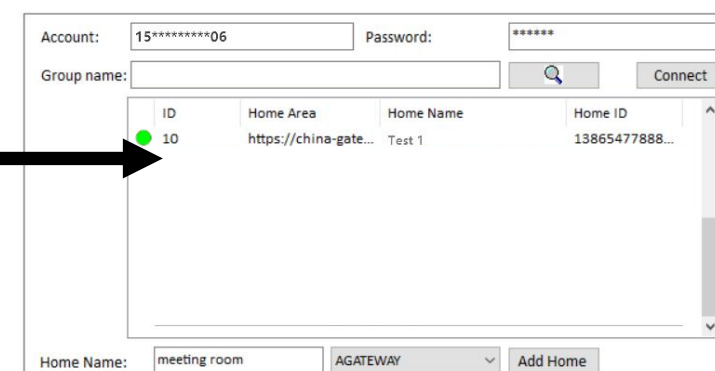 Account: 15*********06 Password: ******
Group name: Connect
ID Home Area Home Name Home ID
10 https://china-gate... Test 1 13865477888...
Home Name: meeting room AGATEWAY Add Home